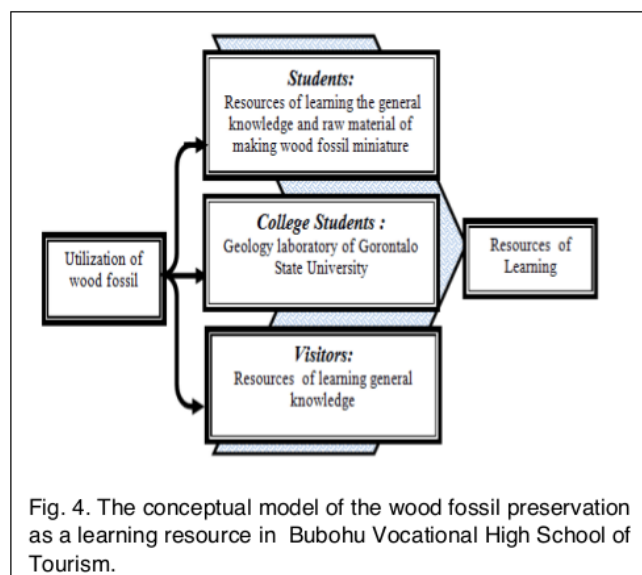 Students:
Resources of learning the general
knowledge and raw material of
making wood fossil miniature
Utilization of
wood fossil
College Students :
Geology laboratory of Gorontalo
State University
Resources of
Learning
Visitors:
Resources of learning general
knowledge
Fig. 4. The conceptual model of the wood fossil preservation
as a learning resource in Bubohu Vocational High School of
Tourism.